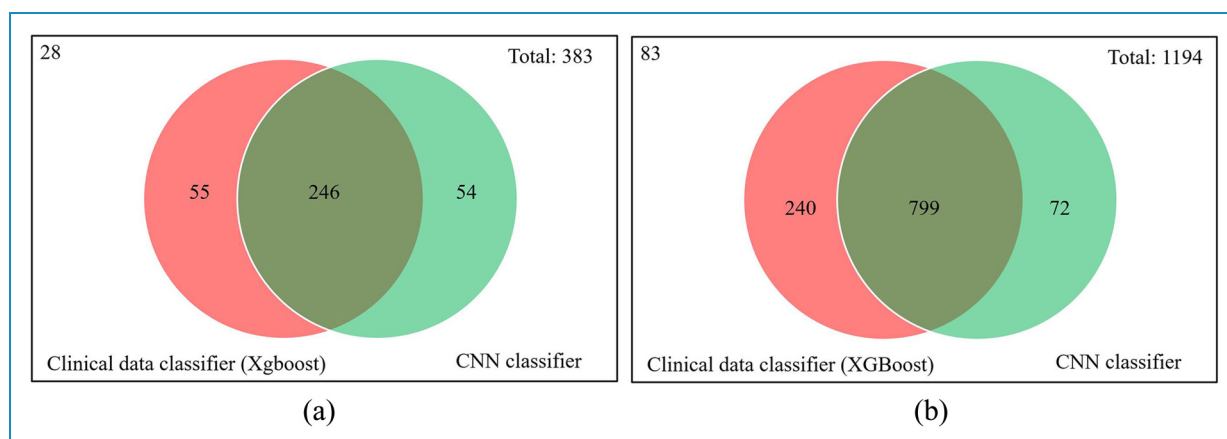 28
Total: 383
55
246
54
Clinical data classifier (Xgboost)
CNN classifier
(a)
83
Total: 1194
240
799
72
Clinical data classifier (XGBoost)
CNN classifier
(b)